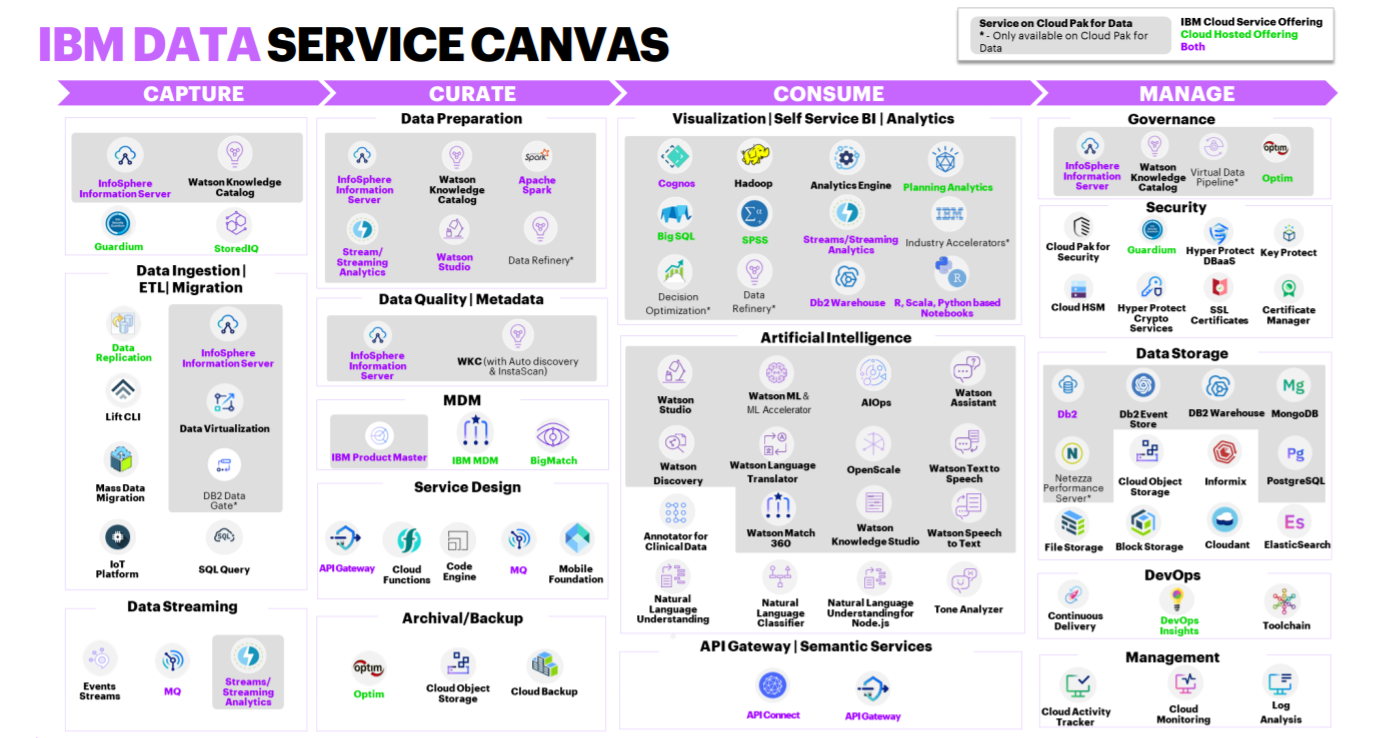 IBM DATA SERVICE CANVAS
Service on Cloud Pak for Data
* - Only available on Cloud Pak for
Data
IBM Cloud Service Offering
Cloud Hosted Offering
Both
CAPTURE
CURATE
CONSUME
MANAGE
InfoSphere
Information Server
Watson Knowledge
Catalog
Guardium
StoredIQ
Data Ingestion |
ETL| Migration
Data
Replication
InfoSphere
Information Server
Lift CLI
Data Virtualization
Mass Data
Migration
DB2 Data
Gate*
IoT
Platform
SQL
SQL Query
Data Streaming
Events
Streams
MQ
Streams/
Streaming
Analytics
Data Preparation
InfoSphere
Information
Server
Watson
Knowledge
Catalog
Spark
Apache
Spark
Stream/
Streaming
Analytics
Watson
Studio
Data Refinery*
Data Quality | Metadata
InfoSphere
Information
Server
WKC (with Auto discovery
& InstaScan)
MDM
IBM Product Master
IBM MDM
BigMatch
Service Design
API Gateway
Cloud
Functions
Code
Engine
MQ
Mobile
Foundation
Archival/Backup
optim
Optim
Cloud Object
Storage
Cloud Backup
Visualization | Self Service BI | Analytics
Cognos
Hadoop
Analytics Engine
Planning Analytics
Big SQL
SPSS
Streams/Streaming
Analytics
IBM
Industry Accelerators*
Decision
Optimization*
Data
Refinery*
Db2 Warehouse
R
R, Scala, Python based
Notebooks
Artificial Intelligence
Watson
Studio
Watson ML &
ML Accelerator
AIOps
Watson
Assistant
Watson
Discovery
Watson Language
Translator
OpenScale
Watson Text to
Speech
Annotator for
Clinical Data
Watson Match
360
Watson
Knowledge Studio
Watson Speech
to Text
Natural
Language
Understanding
Natural
Language
Classifier
Natural Language
Understanding for
Node.js
Tone Analyzer
API Gateway | Semantic Services
API Connect
API Gateway
Governance
InfoSphere
Information
Server
Watson
Knowledge
Catalog
Virtual Data
Pipeline*
optim
Optim
Security
Cloud Pak for
Security
Guardium
Hyper Protect
DBaaS
Key Protect
Cloud HSM
Hyper Protect
Crypto
Services
SSL
Certificates
Certificate
Manager
Data Storage
Db2
Db2 Event
Store
DB2 Warehouse
Mg
MongoDB
N
Netezza
Performance
Server*
Cloud Object
Storage
Informix
Pg
PostgreSQL
File Storage
Block Storage
Cloudant
Es
ElasticSearch
DevOps
Continuous
Delivery
DevOps
Insights
Toolchain
Management
Cloud Activity
Tracker
Cloud
Monitoring
Log
Analysis